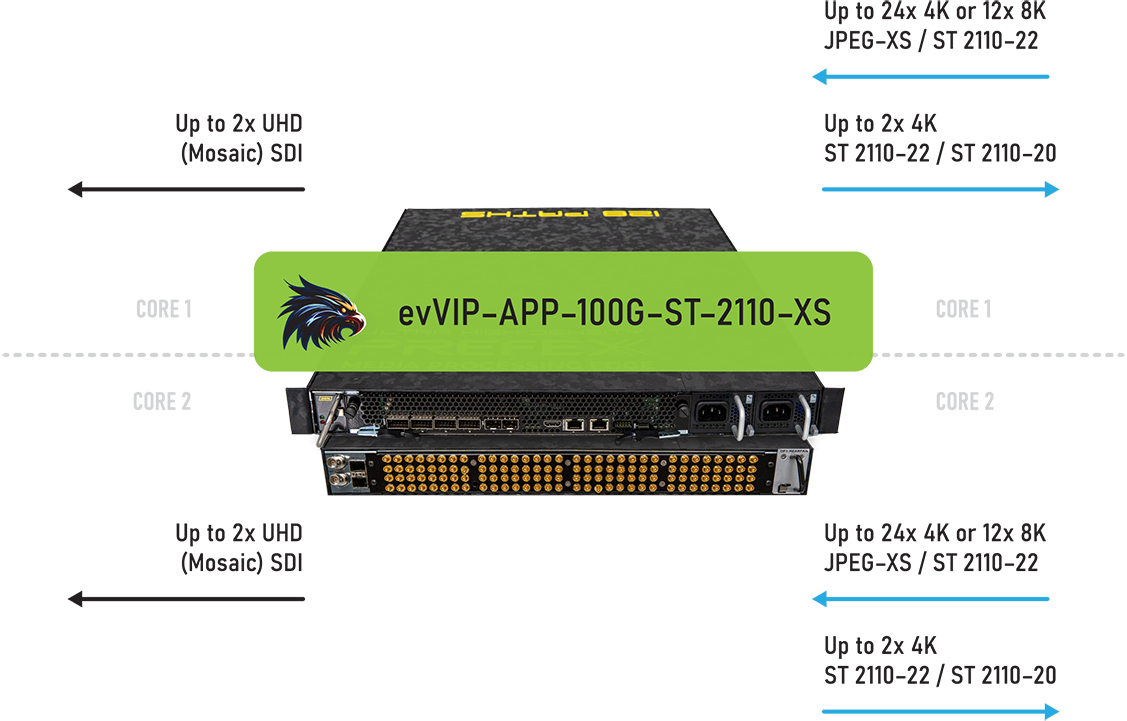 Up to 24x 4K or 12x 8K
JPEG-XS / ST 2110-22
Up to 2x UHD
(Mosaic) SDI
Up to 2x 4K
ST 2110-22 / ST 2110-20
128 PATHS
CORE 1
evVIP-APP-100G-ST-2110-XS
CORE 1
CORE 2
CORE 2
Up to 2x UHD
(Mosaic) SDI
Up to 24x 4K or 12x 8K
JPEG-XS / ST 2110-22
Up to 2x 4K
ST 2110-22 / ST 2110-20